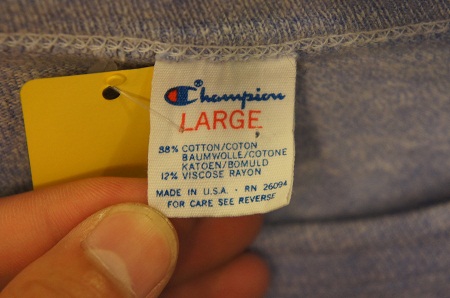 Champion®
LARGE
88% COTTON/COTON
BAUMWOLLE/COTONE
KATOEN/BOMULD
12% VISCOSE RAYON
MADE IN U.S.A. - RN 26094
FOR CARE SEE REVERSE